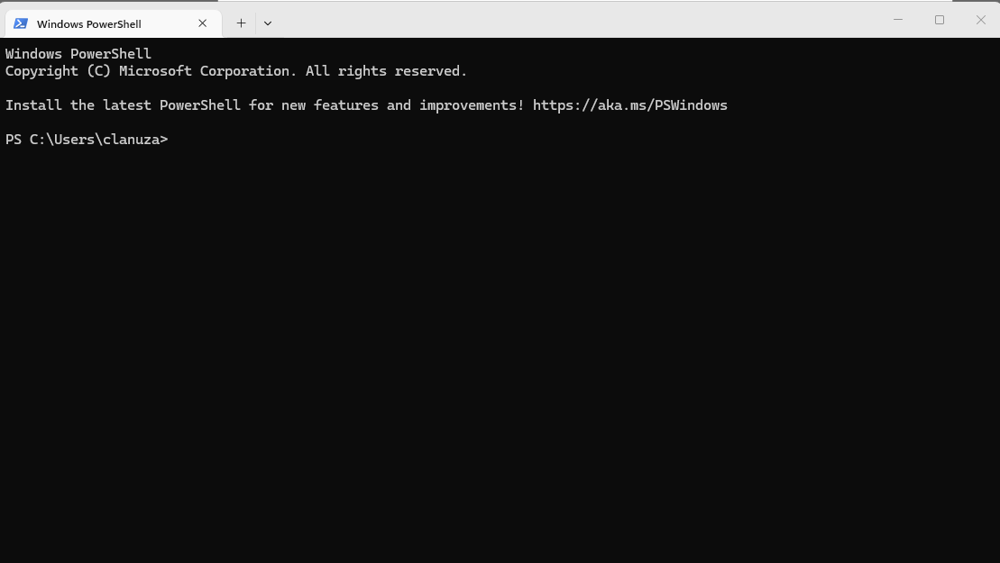 Windows PowerShell
Windows PowerShell
Copyright (C) Microsoft Corporation. All rights reserved.
Install the latest PowerShell for new features and improvements! https://aka.ms/PSWindows
PS C:\Users\clanuza>